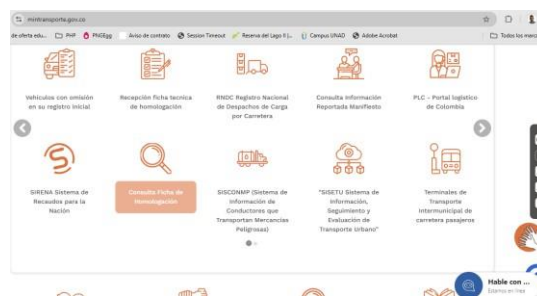 mintransporte.gov.co
de oferta edu...
PHP
PNGEgg
Aviso de contrato
Session Timeout
Reserva del Lago II |...
Campus UNAD
Adobe Acrobat
Todos los marc
Vehículos con omisión
en su registro inicial
Recepción ficha tecnica
de homologación
RNDC Registro Nacional
de Despachos de Carga
por Carretera
Consulta Información
Reportada Manifiesto
PLC - Portal logístico
de Colombia
SIRENA Sistema de
Recaudos para la
Nación
Consulta Ficha de
Homologación
SISCONMP (Sistema de
Información de
Conductores que
Transportan Mercancías
Peligrosas)
"SISETU Sistema de
Información,
Seguimiento y
Evaluación de
Transporte Urbano"
Terminales de
Transporte
Intermunicipal de
carretera pasajeros
Hable con ...
Estamos en línea